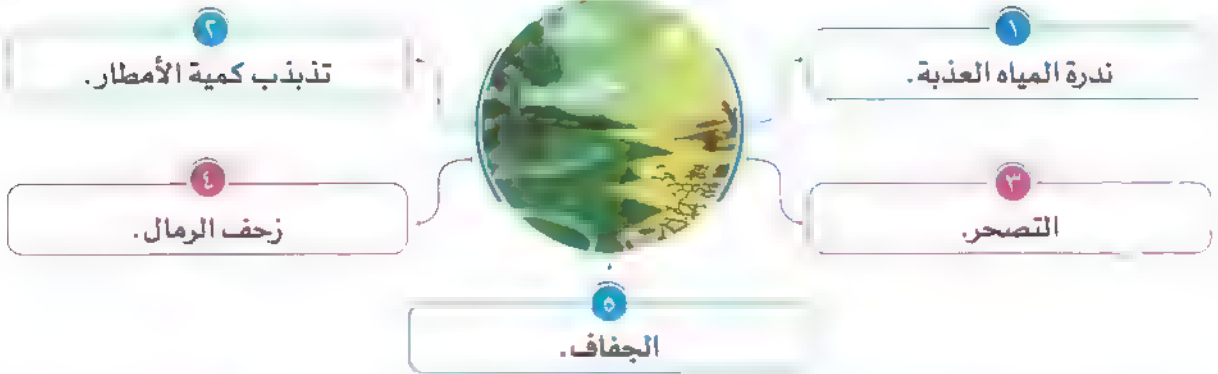 ١
ندرة المياه العذبة.
٢
تذبذب كمية الأمطار.
٣
التصحر.
٤
زحف الرمال.
٥
الجفاف.